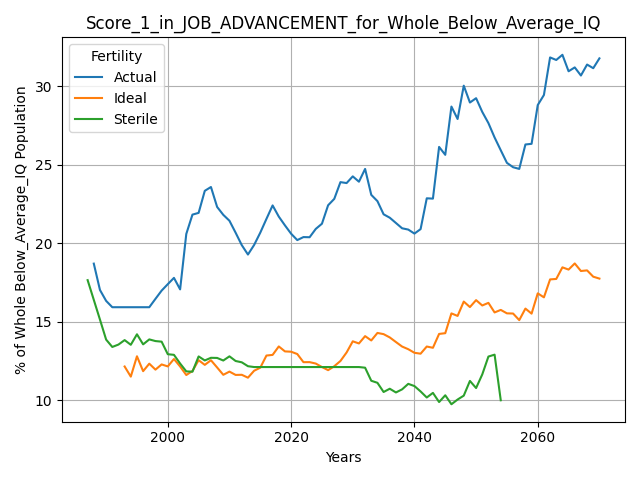 Score_1_in_JOB_ADVANCEMENT_for_Whole_Below_Average_IQ
Fertility
Actual
Ideal
Sterile
% of Whole Below_Average_IQ Population
30
25
20
15
10
2000
2020
2040
2060
Years